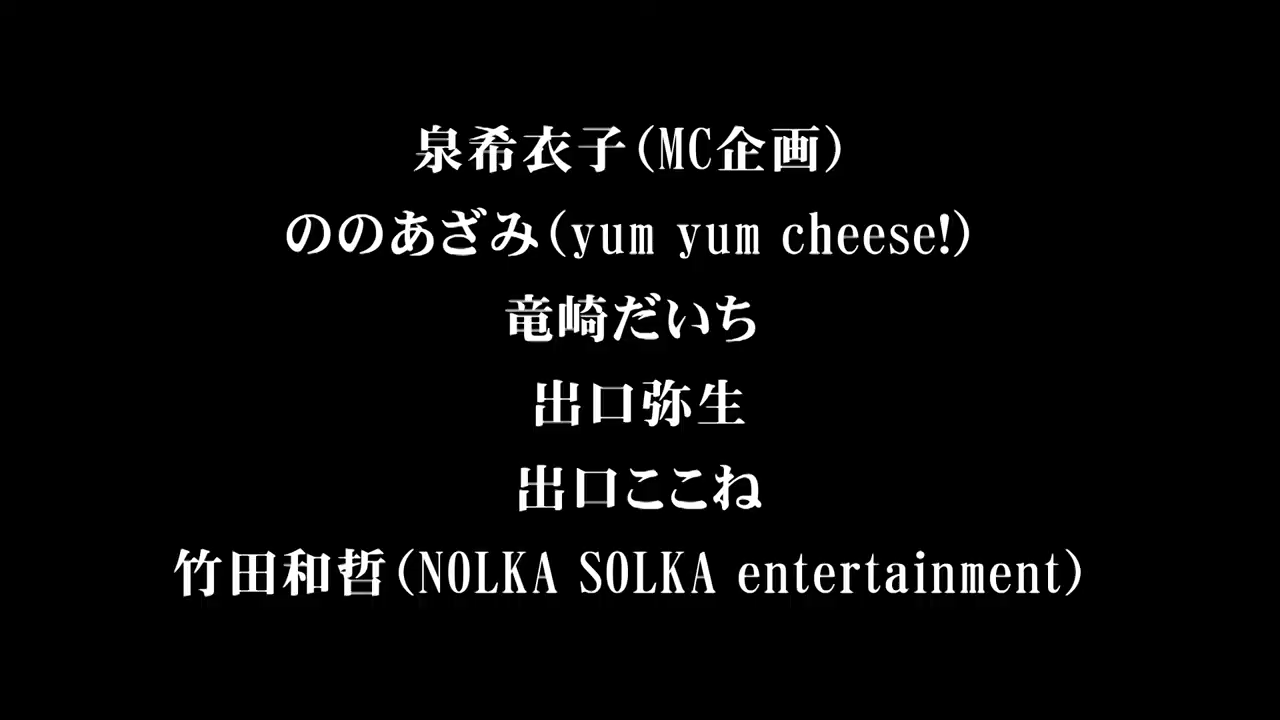 泉希衣子(MC企画)
ののあざみ(yum yum cheese!)
竜崎だいち
出口弥生
出口ここね
竹田和哲(NOLKA SOLKA entertainment)